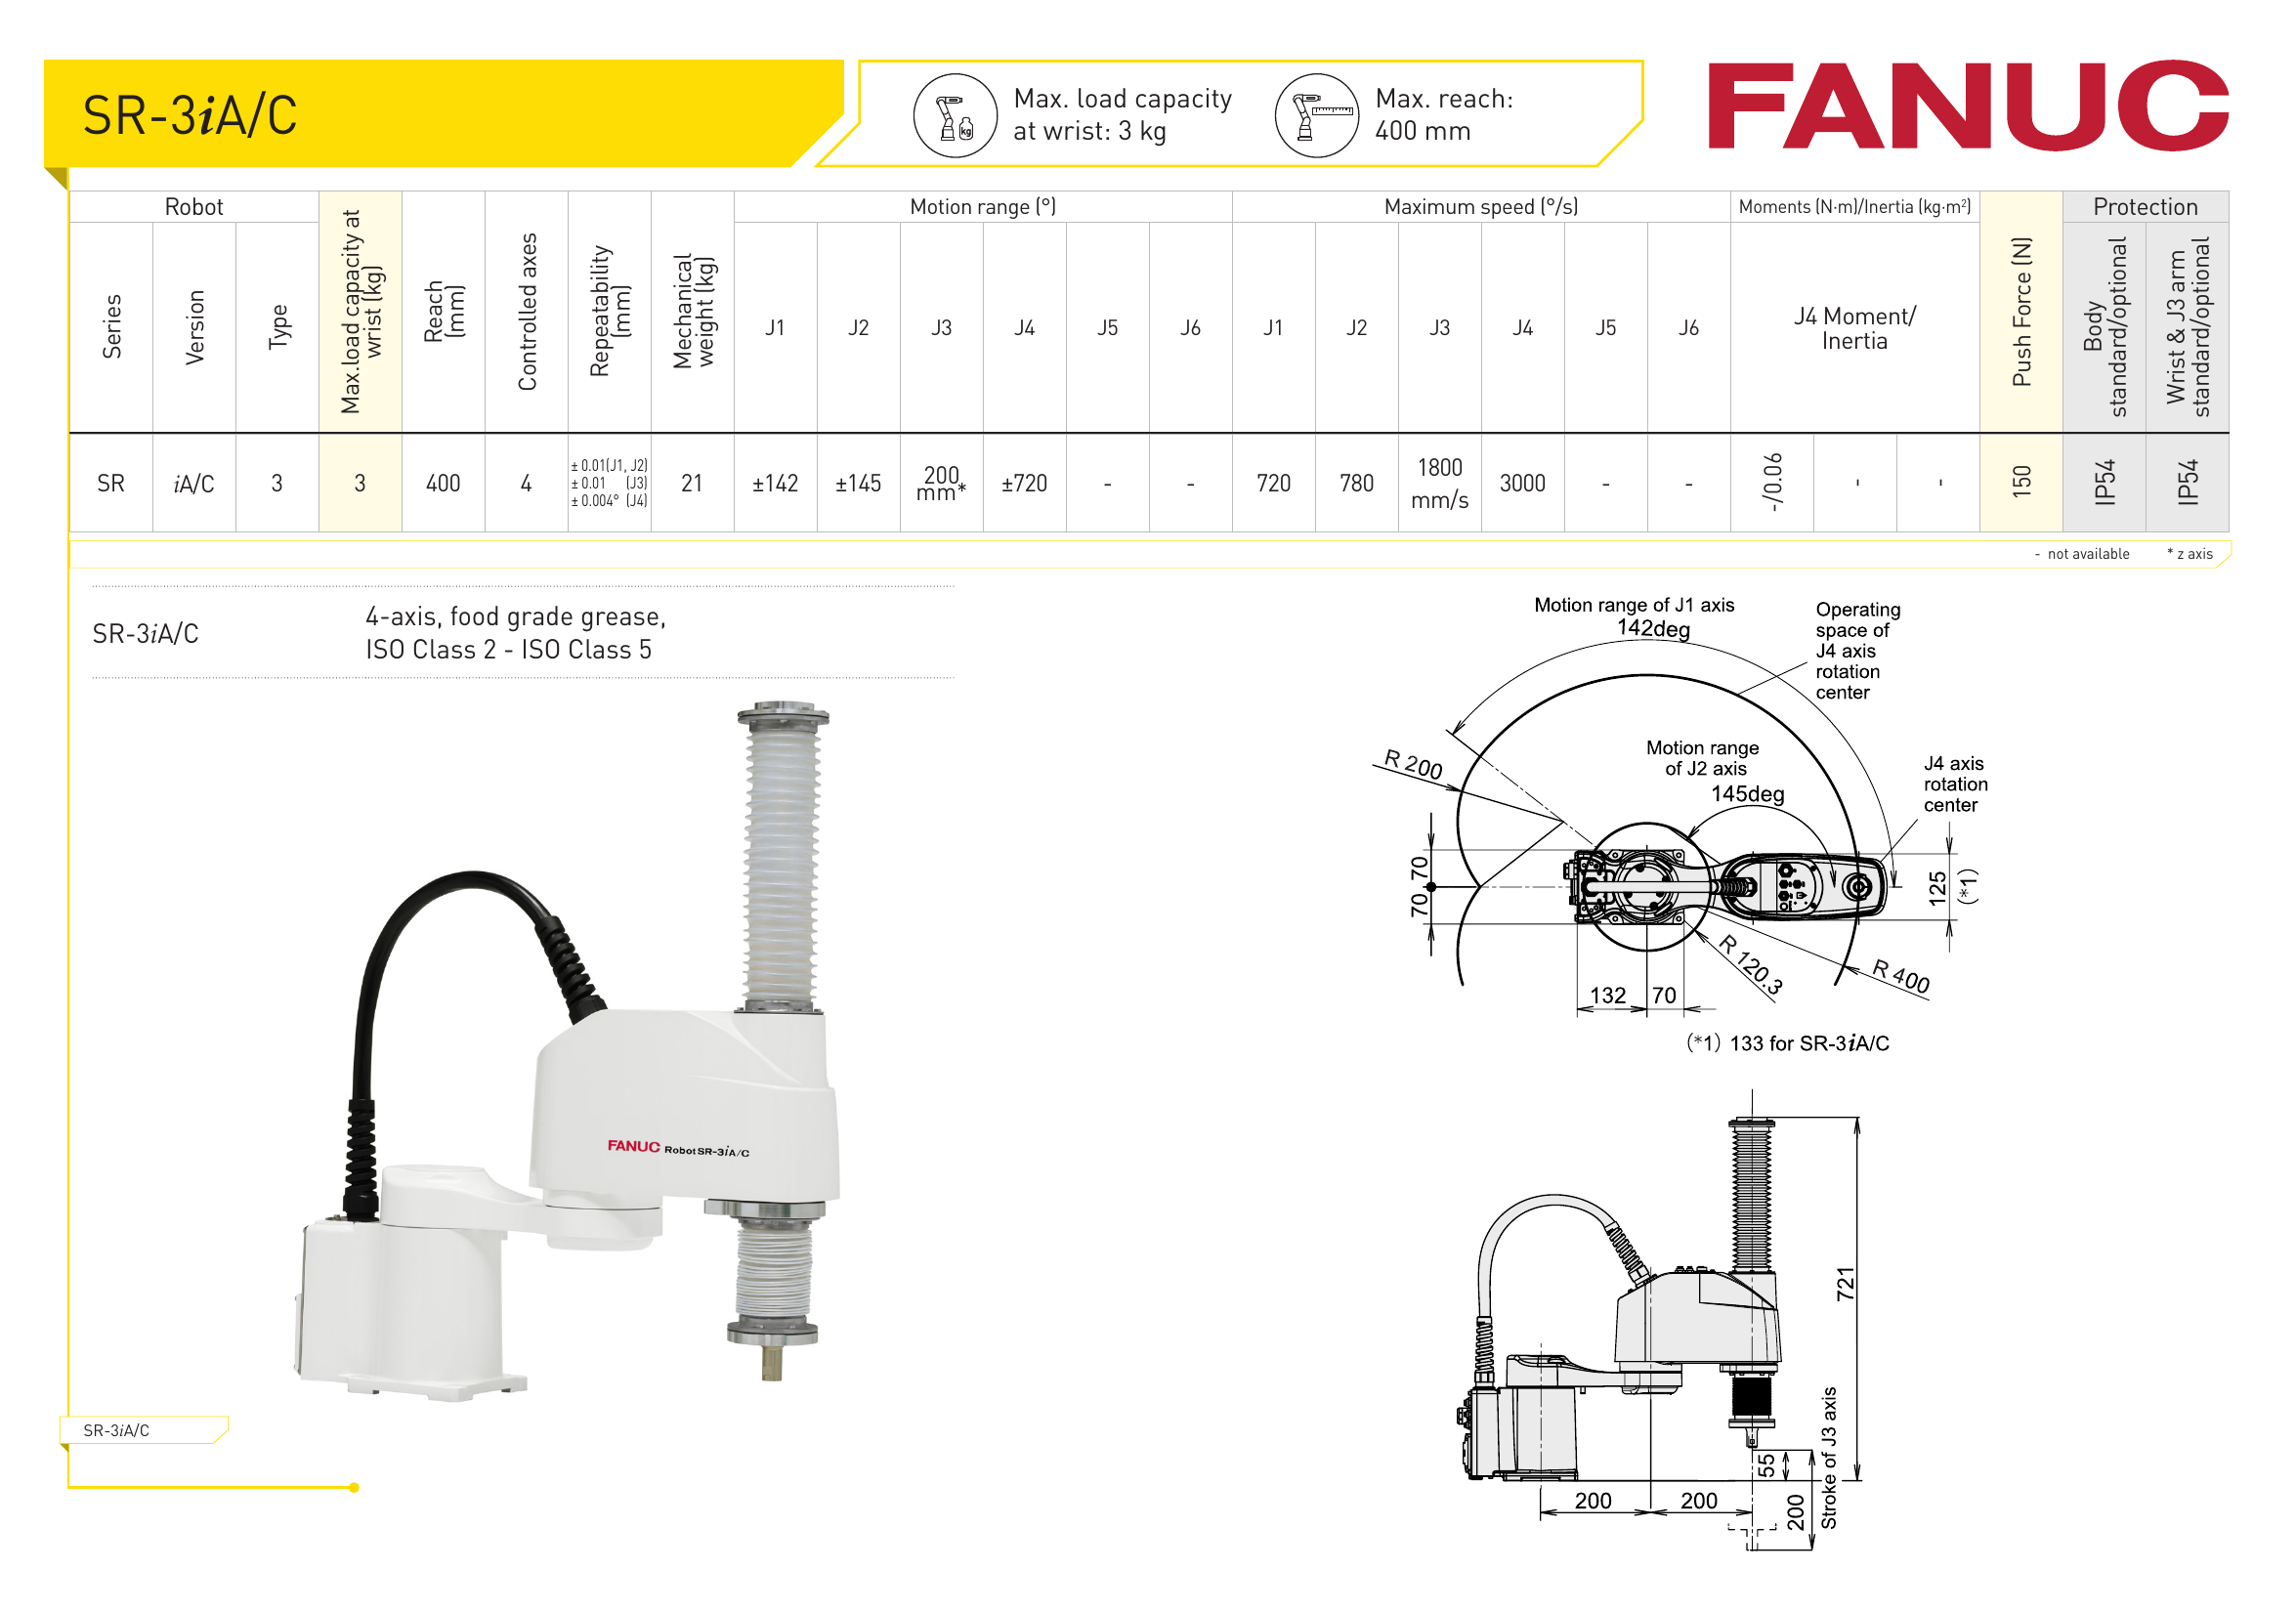 SR-3iA/C
Max. load capacity
at wrist: 3 kg
Max. reach:
400 mm
FANUC
Robot
Series
Version
Type
Max.load capacity at
wrist (kg)
Reach
(mm)
Controlled axes
Repeatability
(mm)
Mechanical
weight (kg)
Motion range (°)
J1 J2 J3 J4 J5 J6
Maximum speed (°/s)
J1 J2 J3 J4 J5 J6
Moments (N·m)/Inertia (kg·m²)
J4 Moment/
Inertia
Push Force (N)
Protection
Body
standard/optional
Wrist & J3 arm
standard/optional
SR
iA/C
3
3
400
4
± 0.01(J1, J2)
± 0.01 (J3)
± 0.004° (J4)
21
±142
±145
200
mm*
±720
-
-
720
780
1800
mm/s
3000
-
-
-/0.06
-
-
150
IP54
IP54
- not available * z axis
SR-3iA/C
4-axis, food grade grease,
ISO Class 2 - ISO Class 5
FANUC Robot SR-3iA/C
Motion range of J1 axis
142deg
Operating
space of
J4 axis
rotation
center
R 200
Motion range
of J2 axis
145deg
J4 axis
rotation
center
70
70
125
(*1)
R 120.3
R 400
132
70
(*1) 133 for SR-3iA/C
721
55
200
Stroke of J3 axis
200
200
SR-3iA/C